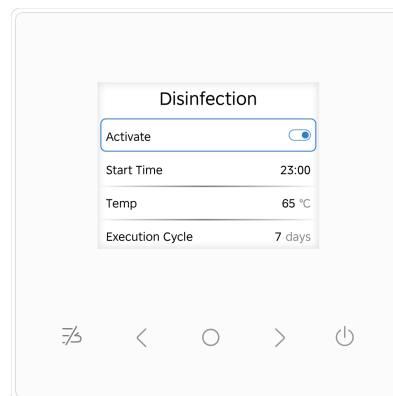 Disinfection
Activate
Start Time 23:00
Temp 65 °C
Execution Cycle 7 days